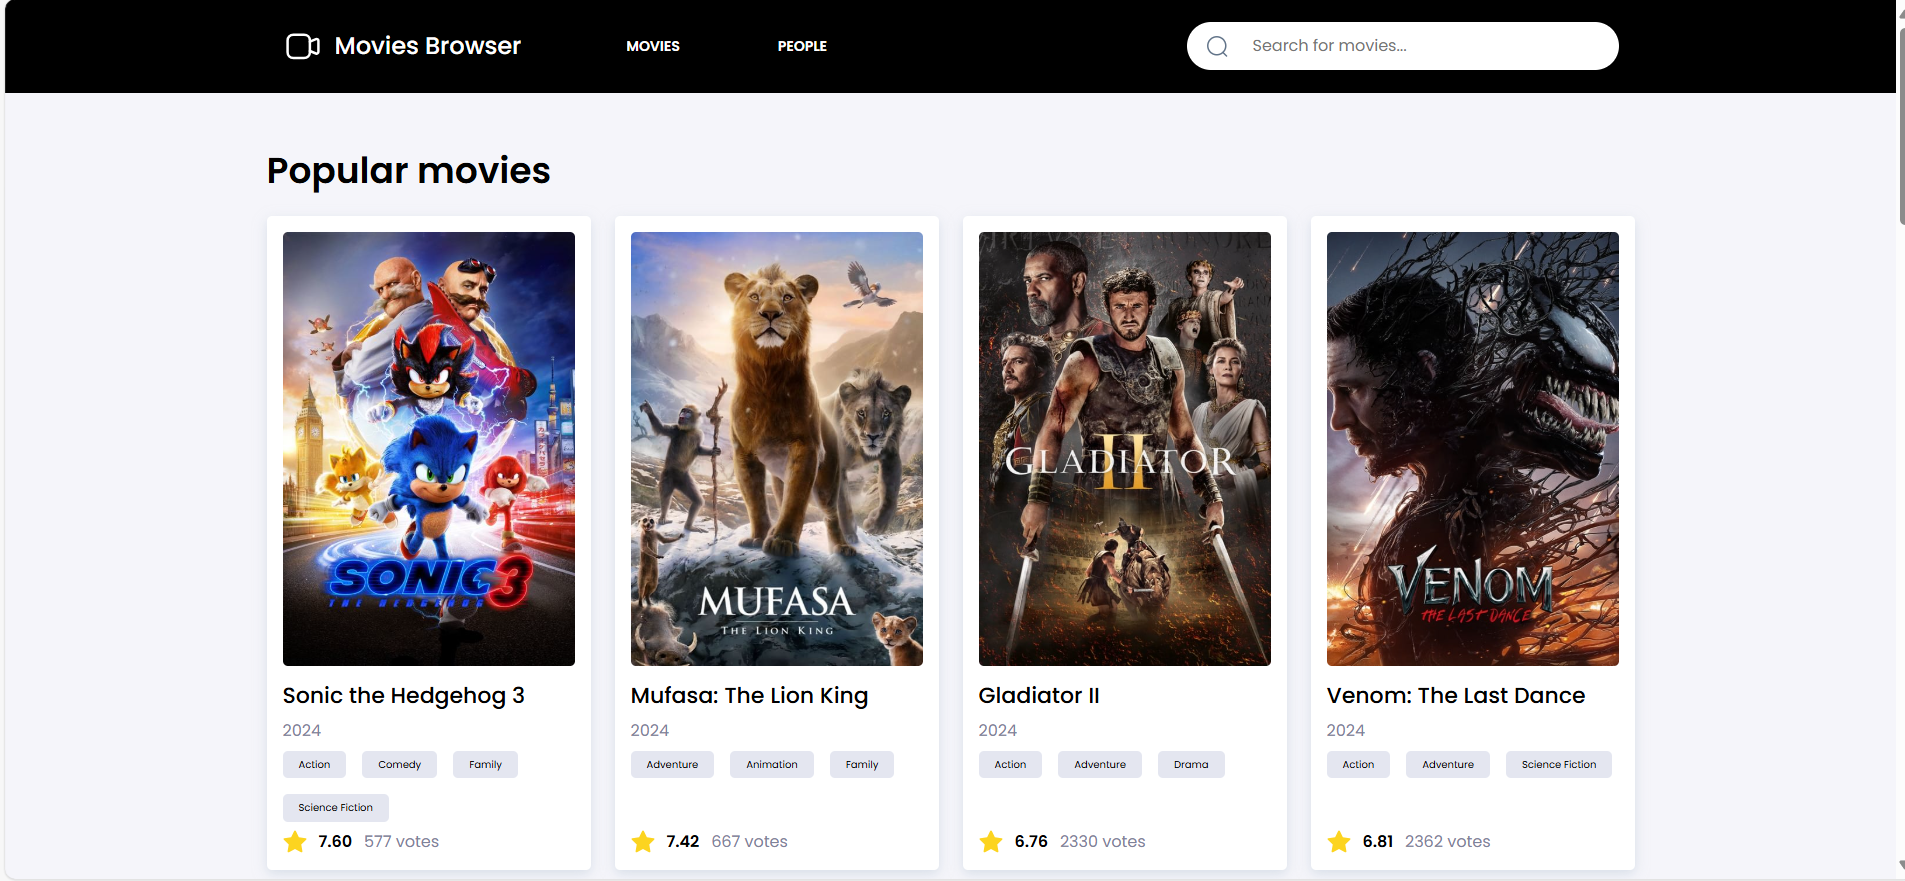 Movies Browser
MOVIES
PEOPLE
Search for movies...
Popular movies
SONIC 3
THE HEDGEHOG
MUFASA
THE LION KING
GLADIATOR
II
VENOM
THE LAST DANCE
Sonic the Hedgehog 3
2024
Action Comedy Family
Science Fiction
7.60 577 votes
Mufasa: The Lion King
2024
Adventure Animation Family
7.42 667 votes
Gladiator II
2024
Action Adventure Drama
6.76 2330 votes
Venom: The Last Dance
2024
Action Adventure Science Fiction
6.81 2362 votes